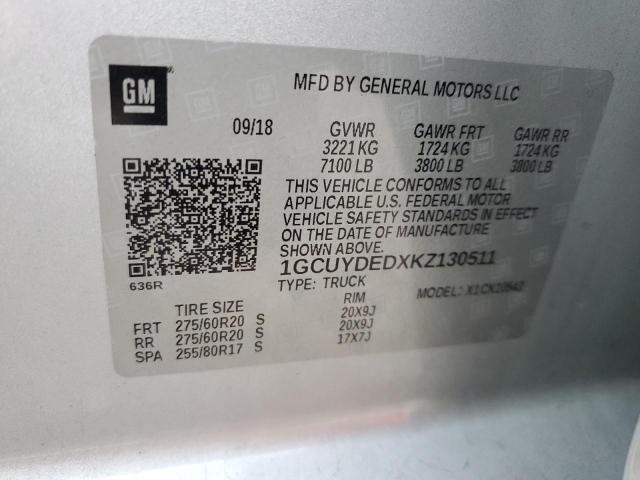 GM
MFD BY GENERAL MOTORS LLC
09/18 GVWR GAWR FRT GAWR RR
3221 KG 1724 KG 1724 KG
7100 LB 3800 LB 3800 LB
THIS VEHICLE CONFORMS TO ALL
APPLICABLE U.S. FEDERAL MOTOR
VEHICLE SAFETY STANDARDS IN EFFECT
ON THE DATE OF MANUFACTURE
SHOWN ABOVE.
1GCUYDEDXKZ130511
636R
TYPE: TRUCK MODEL:
TIRE SIZE RIM
FRT 275/60R20 S 20X9J
RR 275/60R20 S 20X9J
SPA 255/80R17 S 17X7J